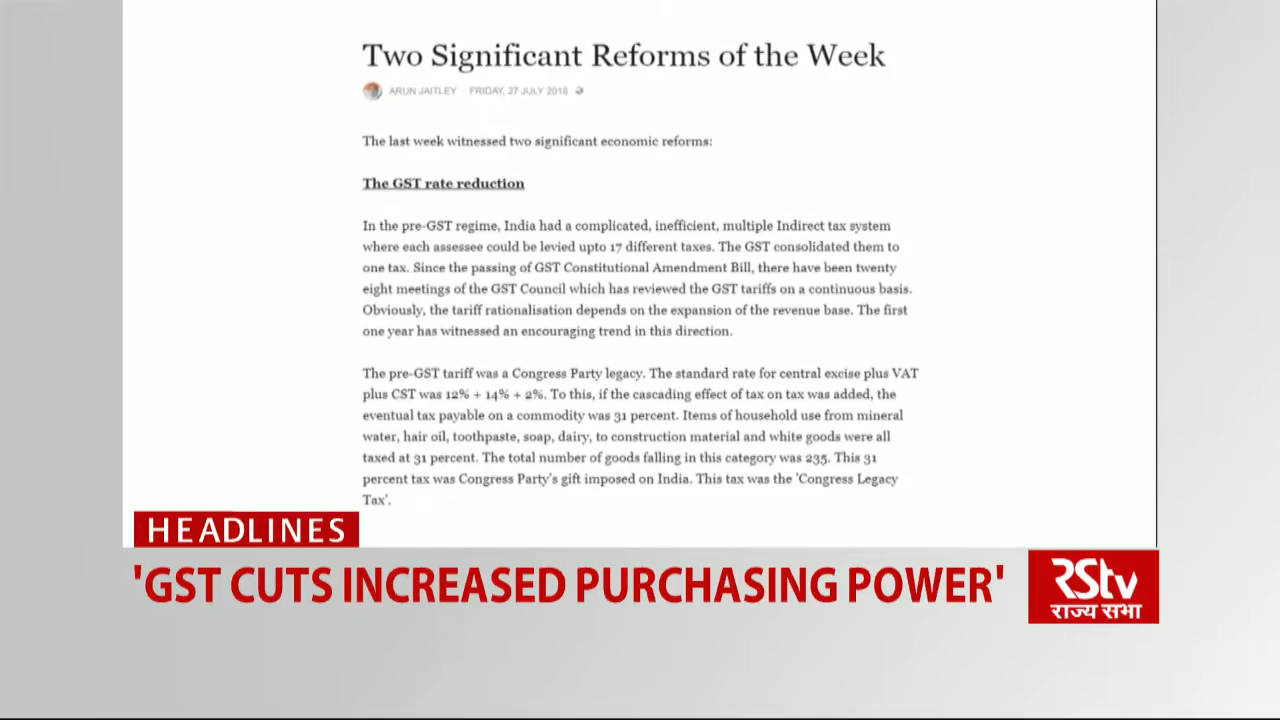 Two Significant Reforms of the Week
ARUN JAITLEY · FRIDAY, 27 JULY 2018
The last week witnessed two significant economic reforms:
The GST rate reduction
In the pre-GST regime, India had a complicated, inefficient, multiple Indirect tax system
where each assessee could be levied upto 17 different taxes. The GST consolidated them to
one tax. Since the passing of GST Constitutional Amendment Bill, there have been twenty
eight meetings of the GST Council which has reviewed the GST tariffs on a continuous basis.
Obviously, the tariff rationalisation depends on the expansion of the revenue base. The first
one year has witnessed an encouraging trend in this direction.
The pre-GST tariff was a Congress Party legacy. The standard rate for central excise plus VAT
plus CST was 12% + 14% + 2%. To this, if the cascading effect of tax on tax was added, the
eventual tax payable on a commodity was 31 percent. Items of household use from mineral
water, hair oil, toothpaste, soap, dairy, to construction material and white goods were all
taxed at 31 percent. The total number of goods falling in this category was 235. This 31
percent tax was Congress Party's gift imposed on India. This tax was the 'Congress Legacy
Tax'.
HEADLINES
'GST CUTS INCREASED PURCHASING POWER'
RStv
राज्य सभा